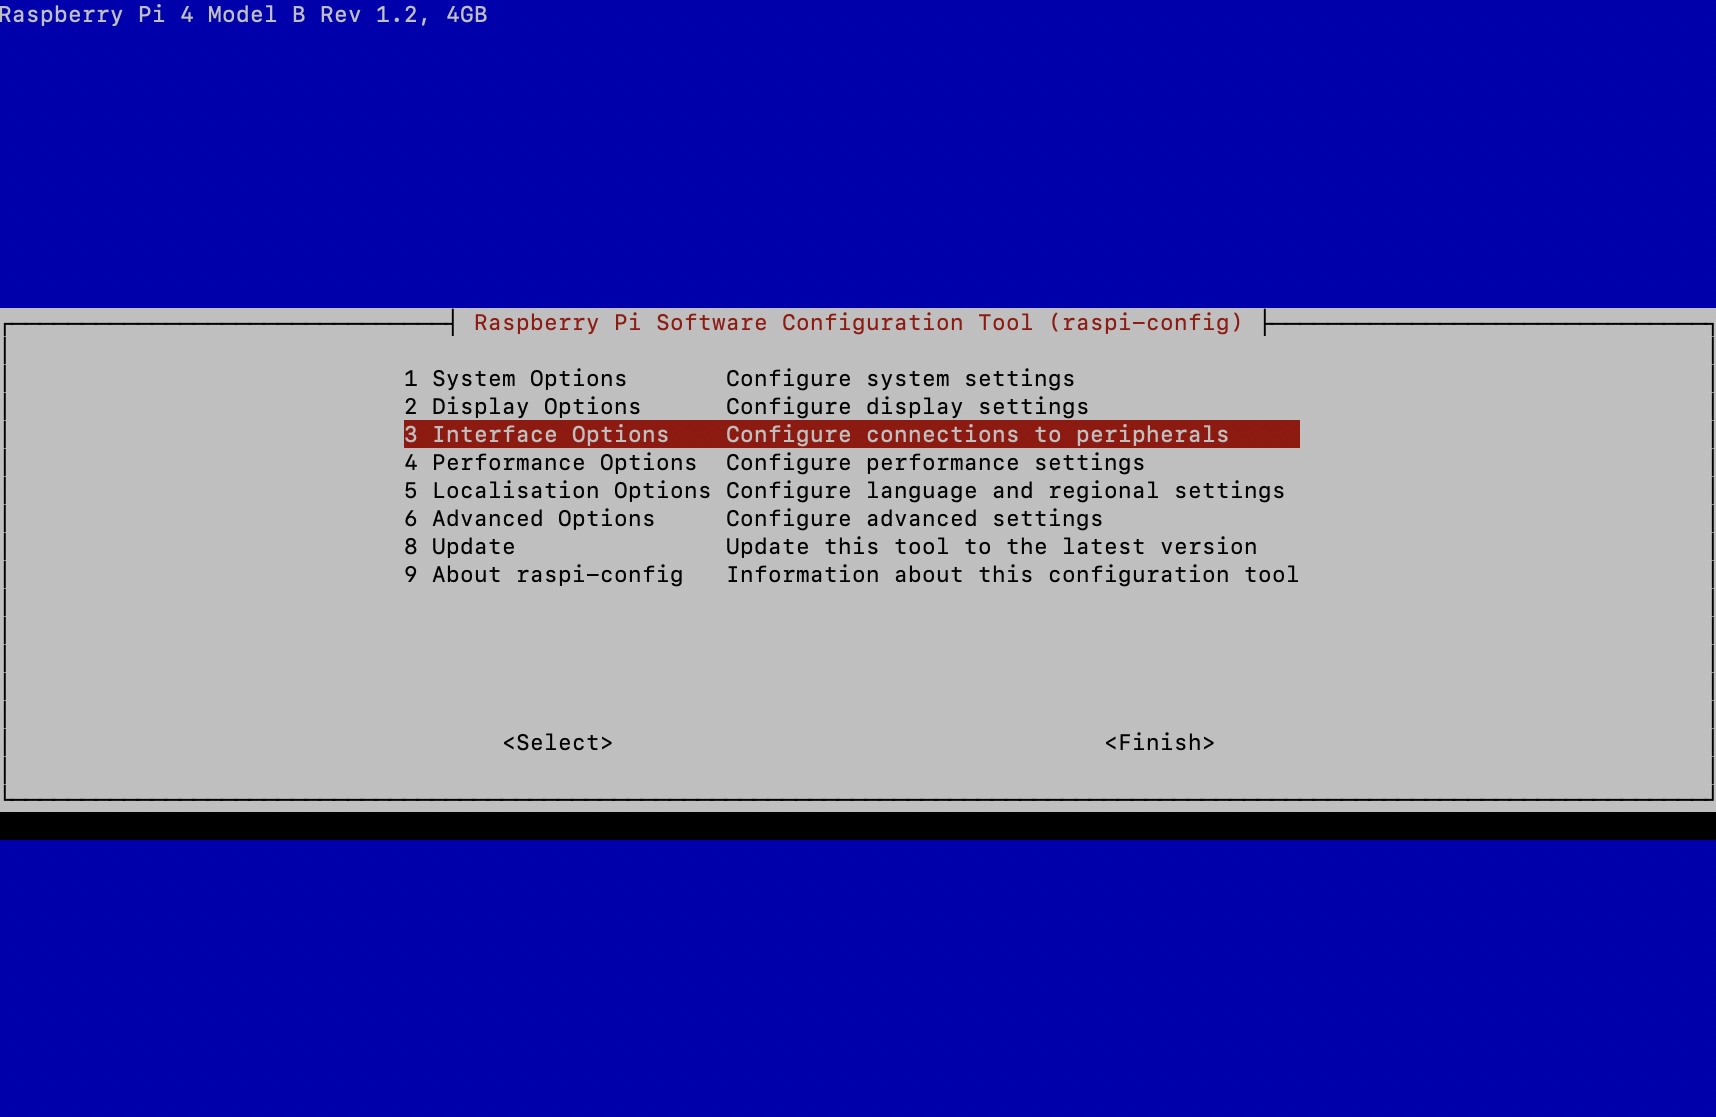 Raspberry Pi 4 Model B Rev 1.2, 4GB
Raspberry Pi Software Configuration Tool (raspi-config)
1 System Options Configure system settings
2 Display Options Configure display settings
3 Interface Options Configure connections to peripherals
4 Performance Options Configure performance settings
5 Localisation Options Configure language and regional settings
6 Advanced Options Configure advanced settings
8 Update Update this tool to the latest version
9 About raspi-config Information about this configuration tool
<Select> <Finish>